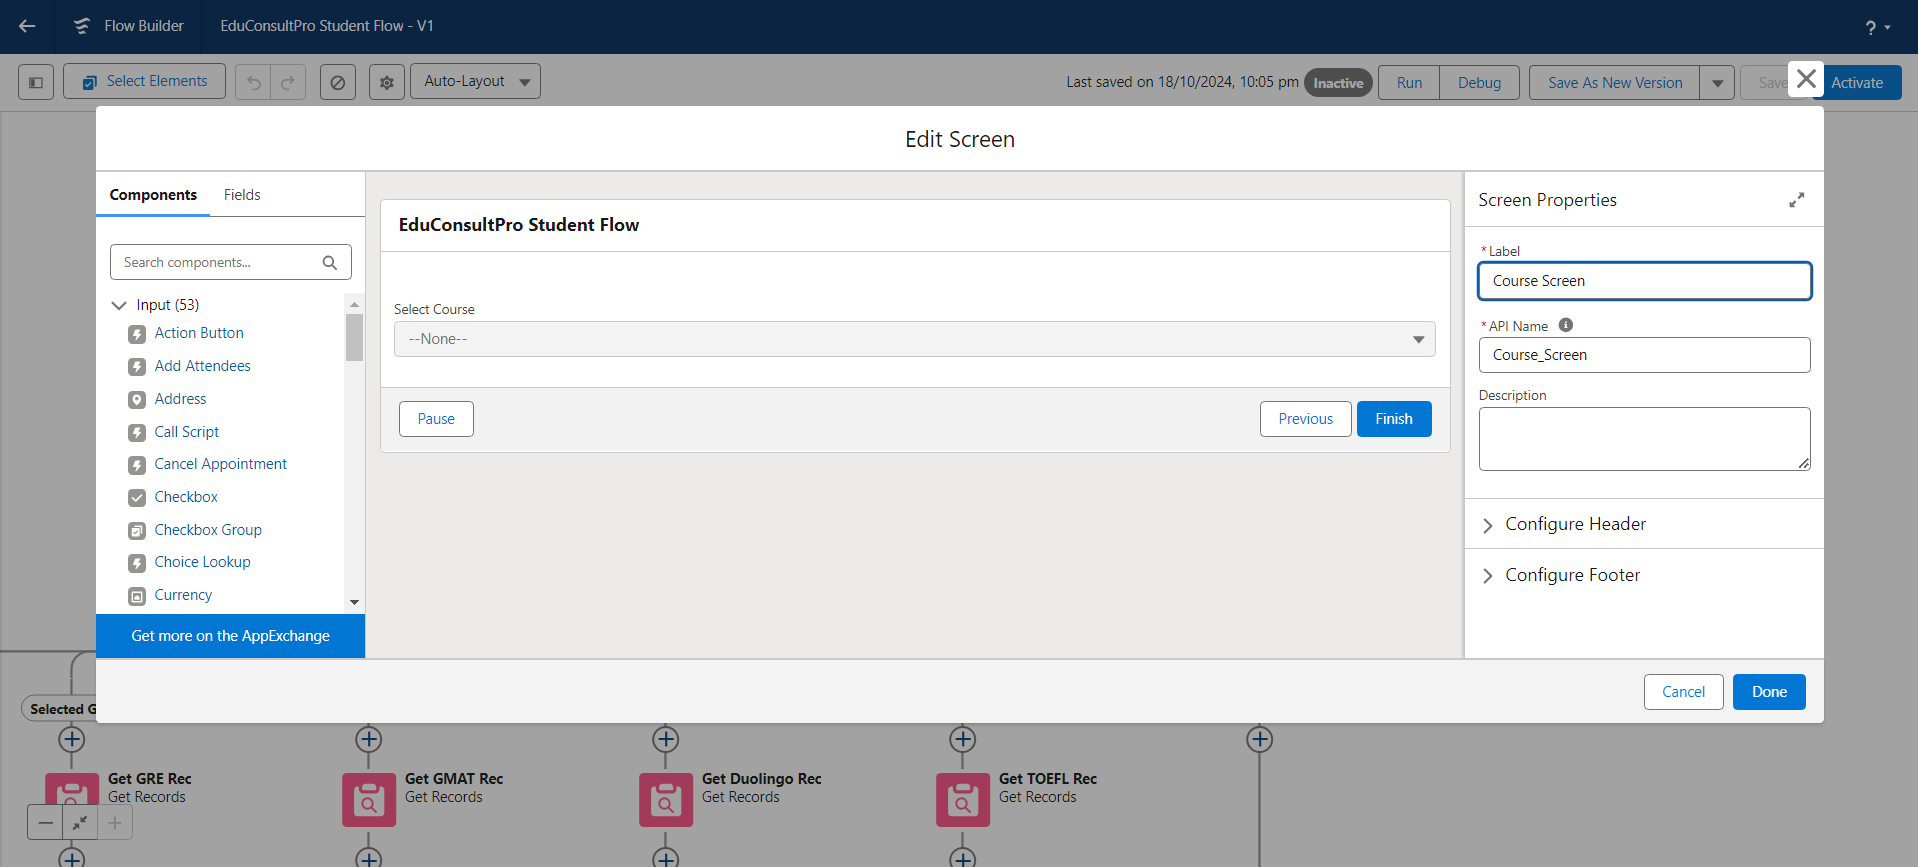 Flow Builder
EduConsultPro Student Flow - V1
?
Select Elements
Auto-Layout
Last saved on 18/10/2024, 10:05 pm
Inactive
Run
Debug
Save As New Version
Save
Activate
Edit Screen
Components
Fields
Search components...
Input (53)
Action Button
Add Attendees
Address
Call Script
Cancel Appointment
Checkbox
Checkbox Group
Choice Lookup
Currency
Get more on the AppExchange
EduConsultPro Student Flow
Select Course
--None--
Pause
Previous
Finish
Screen Properties
* Label
Course Screen
* API Name
Course_Screen
Description
Configure Header
Configure Footer
Cancel
Done
Selected G
Get GRE Rec
Get Records
Get GMAT Rec
Get Records
Get Duolingo Rec
Get Records
Get TOEFL Rec
Get Records